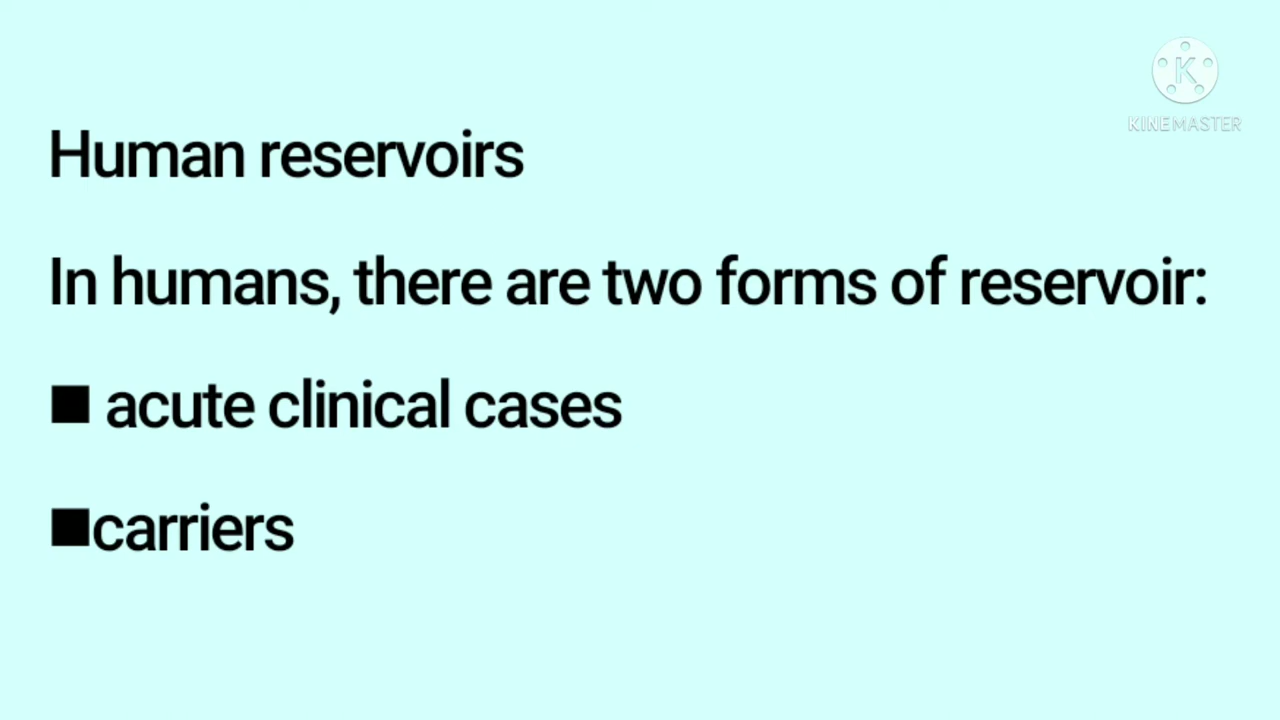 K
KINEMASTER
Human reservoirs
In humans, there are two forms of reservoir:
■ acute clinical cases
■carriers